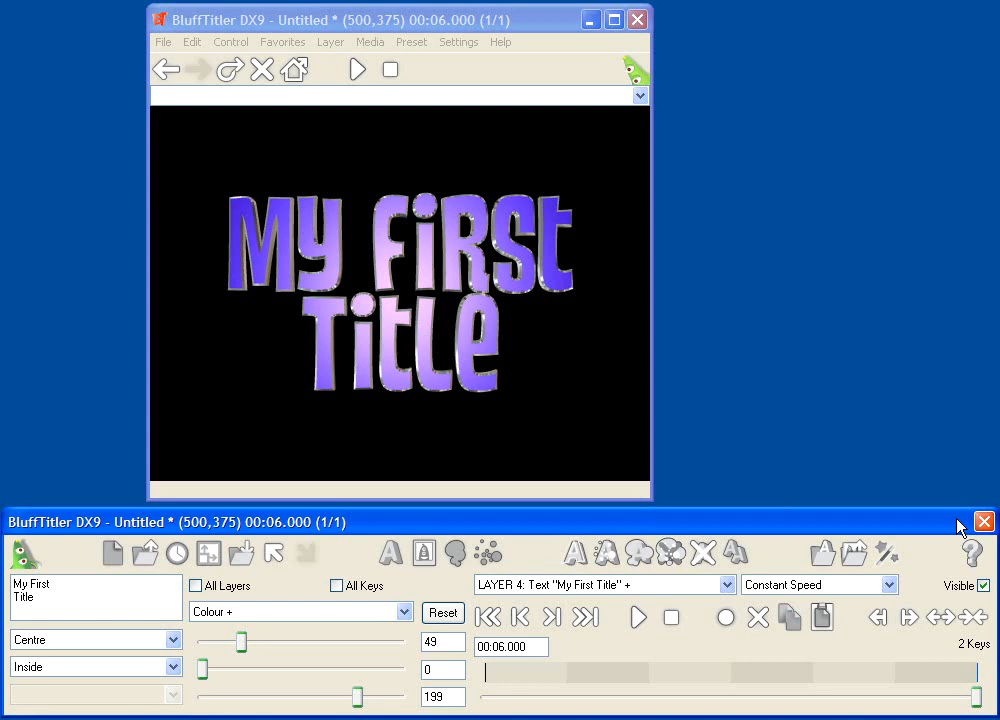 BluffTitler DX9 - Untitled * (500,375) 00:06.000 (1/1)
File Edit Control Favorites Layer Media Preset Settings Help
My First
Title
BluffTitler DX9 - Untitled * (500,375) 00:06.000 (1/1)
My First
Title
All Layers
All Keys
LAYER 4: Text "My First Title" +
Constant Speed
Visible
Colour +
Reset
Centre
49
00:06.000
2 Keys
Inside
0
199